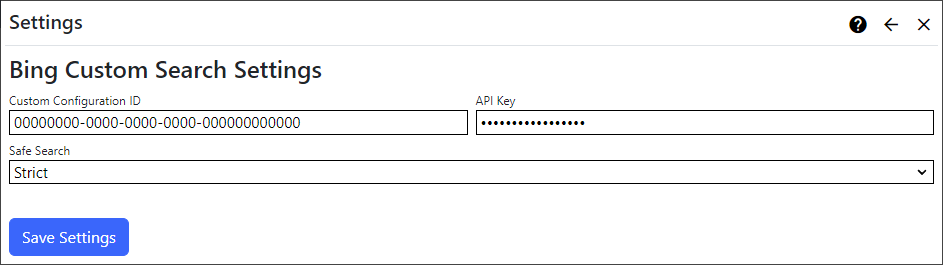 Settings
Bing Custom Search Settings
Custom Configuration ID
API Key
00000000-0000-0000-0000-000000000000
•••••••••••••••••
Safe Search
Strict
Save Settings